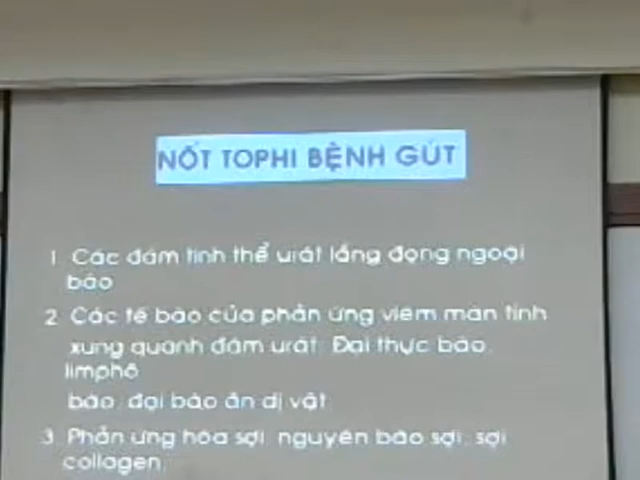 NỐT TOPHI BỆNH GÚT
1. Các đám tinh thể urát lắng đọng ngoại
bào
2. Các tế bào của phản ứng viêm mãn tính
xung quanh đám urát: Đại thực bào,
limphô
bào, đại bào ăn dị vật
3. Phản ứng hóa sợi: nguyên bào sợi, sợi
collagen.